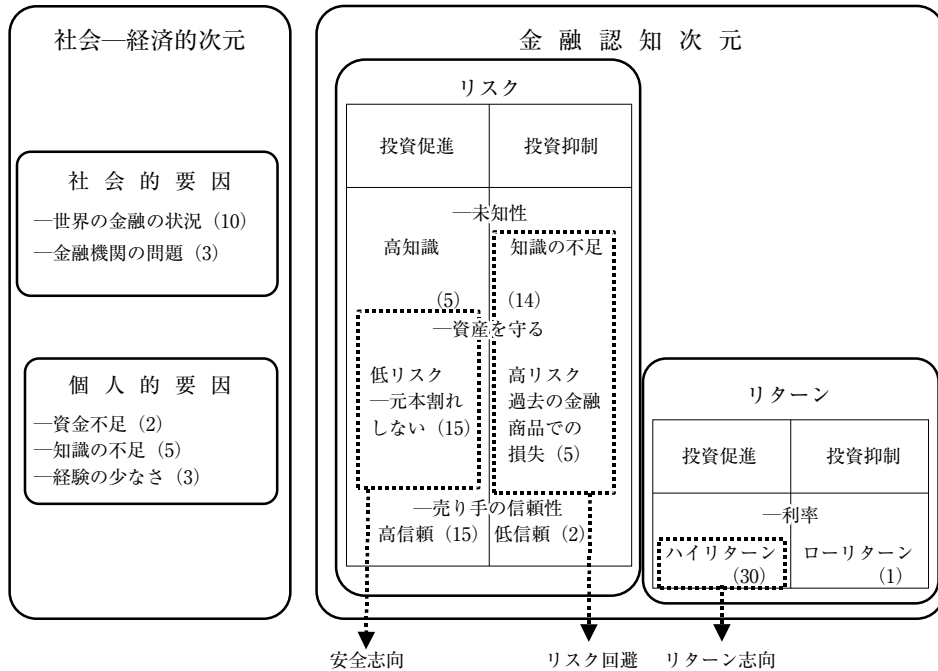 社会―経済的次元
社 会 的 要 因
―世界の金融の状況（10）
―金融機関の問題（3）
個 人 的 要 因
―資金不足（2）
―知識の不足（5）
―経験の少なさ（3）
金 融 認 知 次 元
リスク
投資促進 投資抑制
―未知性
高知識 知識の不足
（5） （14）
―資産を守る
低リスク
―元本割れ
しない（15）
高リスク
過去の金融
商品での
損失（5）
―売り手の信頼性
高信頼（15） 低信頼（2）
リターン
投資促進 投資抑制
―利率
ハイリターン ローリターン
（30） （1）
安全志向 リスク回避 リターン志向